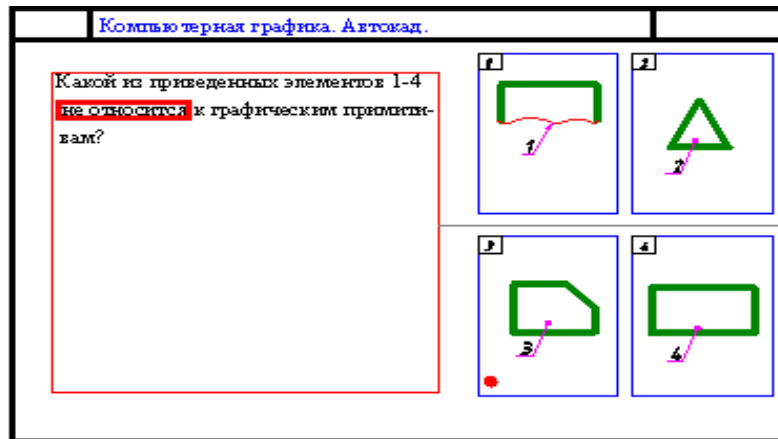 Компьютерная графика. Автокад.
Какой из приведенных элементов 1-4
не относится к графическим примити-
вам?
1
1
2
2
3
3
4
4